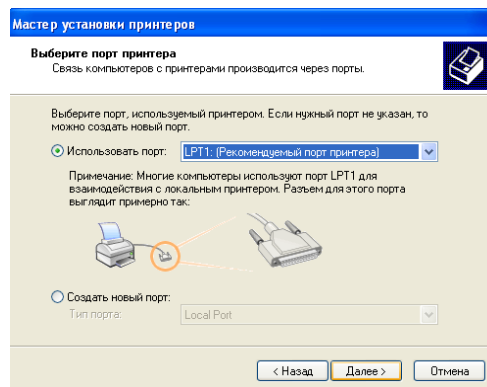 Мастер установки принтеров
Выберите порт принтера
Связь компьютеров с принтерами производится через порты.
Выберите порт, используемый принтером. Если нужный порт не указан, то
можно создать новый порт.
Использовать порт:
LPT1: (Рекомендуемый порт принтера)
Примечание: Многие компьютеры используют порт LPT1 для
взаимодействия с локальным принтером. Разъем для этого порта
выглядит примерно так:
Создать новый порт:
Тип порта:
Local Port
< Назад
Далее >
Отмена